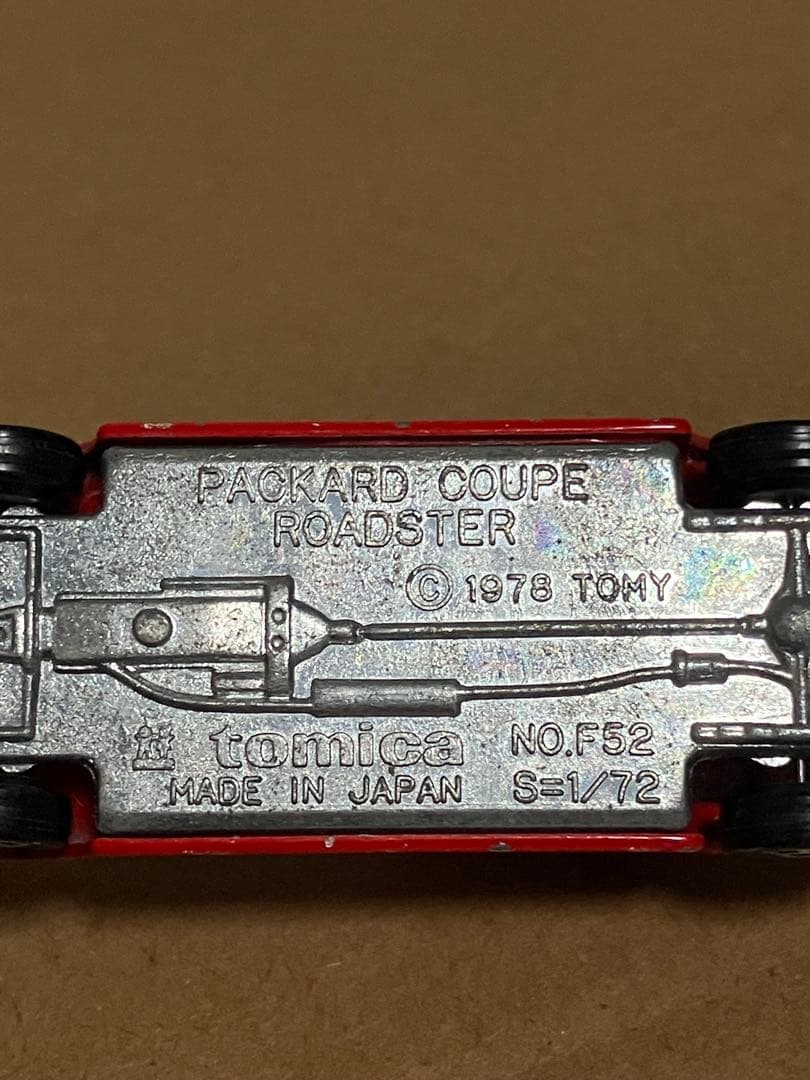 PACKARD COUPE
ROADSTER
© 1978 TOMY
tomica NO.F52
MADE IN JAPAN S=1/72